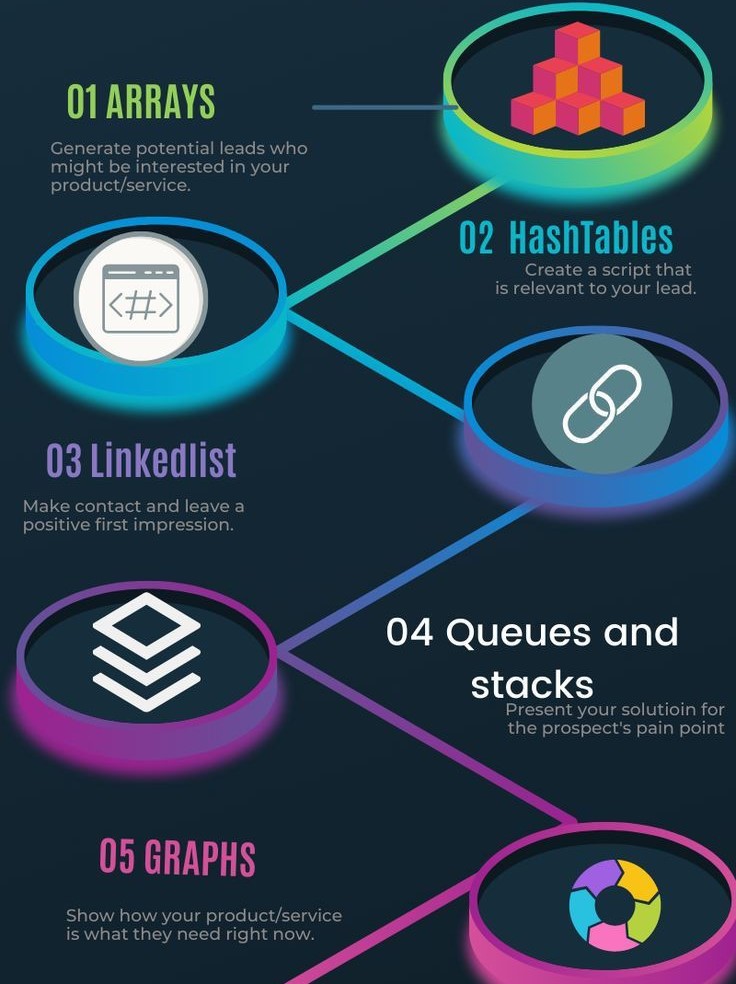 01 ARRAYS
Generate potential leads who
might be interested in your
product/service.
02 HashTables
Create a script that
is relevant to your lead.
<#>
03 Linkedlist
Make contact and leave a
positive first impression.
04 Queues and
stacks
Present your solutioin for
the prospect's pain point
05 GRAPHS
Show how your product/service
is what they need right now.